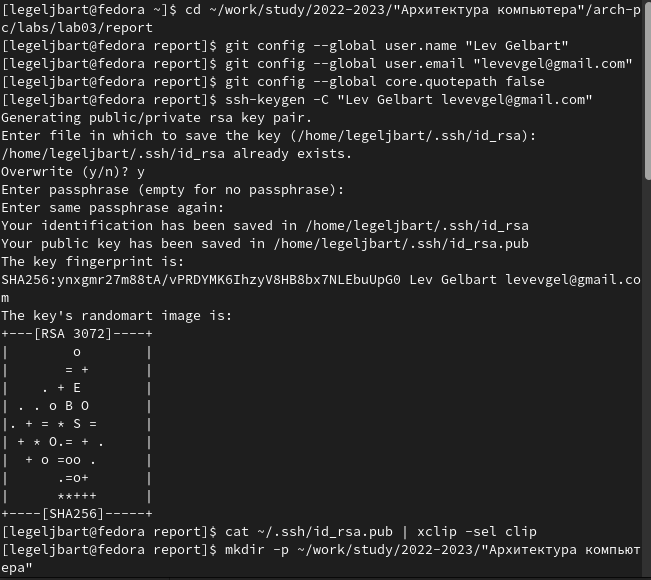 [legeljbart@fedora ~]$ cd ~/work/study/2022-2023/"Архитектура компьютера"/arch-p
c/labs/lab03/report
[legeljbart@fedora report]$ git config --global user.name "Lev Gelbart"
[legeljbart@fedora report]$ git config --global user.email "levevgel@gmail.com"
[legeljbart@fedora report]$ git config --global core.quotepath false
[legeljbart@fedora report]$ ssh-keygen -C "Lev Gelbart levevgel@gmail.com"
Generating public/private rsa key pair.
Enter file in which to save the key (/home/legeljbart/.ssh/id_rsa):
/home/legeljbart/.ssh/id_rsa already exists.
Overwrite (y/n)? y
Enter passphrase (empty for no passphrase):
Enter same passphrase again:
Your identification has been saved in /home/legeljbart/.ssh/id_rsa
Your public key has been saved in /home/legeljbart/.ssh/id_rsa.pub
The key fingerprint is:
SHA256:ynxgmr27m88tA/vPRDYMK6IhzyV8HB8bx7NLEbuUpG0 Lev Gelbart levevgel@gmail.co
m
The key's randomart image is:
+---[RSA 3072]----+
|        o        |
|       = +       |
|    . + E        |
| . . o B O       |
|. + = * S =      |
| + * O.= + .     |
|  + o =oo .      |
|      .=o+       |
|      **+++      |
+----[SHA256]-----+
[legeljbart@fedora report]$ cat ~/.ssh/id_rsa.pub | xclip -sel clip
[legeljbart@fedora report]$ mkdir -p ~/work/study/2022-2023/"Архитектура компьют
ера"